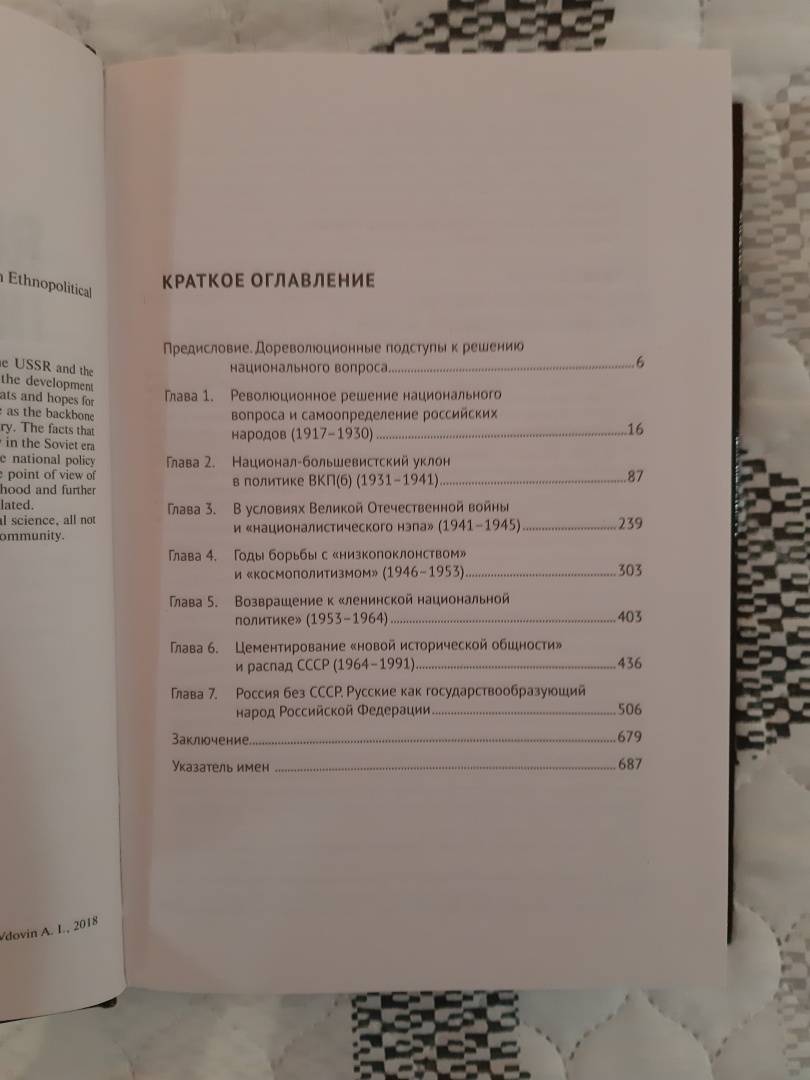 Ethnopolitical
USSR and the
the development
and hopes for
as the backbone
The facts that
in the Soviet era
national policy
point of view of
and further
science, all not
КРАТКОЕ ОГЛАВЛЕНИЕ
Предисловие. Дореволюционные подступы к решению
национального вопроса 6
Глава 1. Революционное решение национального
вопроса и самоопределение российских
народов (1917–1930) 16
Глава 2. Национал-большевистский уклон
в политике ВКП(б) (1931–1941) 87
Глава 3. В условиях Великой Отечественной войны
и «националистического нэпа» (1941–1945) 239
Глава 4. Годы борьбы с «низкопоклонством»
и «космополитизмом» (1946–1953) 303
Глава 5. Возвращение к «ленинской национальной
политике» (1953–1964) 403
Глава 6. Цементирование «новой исторической общности»
и распад СССР (1964–1991) 436
Глава 7. Россия без СССР. Русские как государствообразующий
народ Российской Федерации 506
Заключение 679
Указатель имен 687
Vdovin A. I., 2018